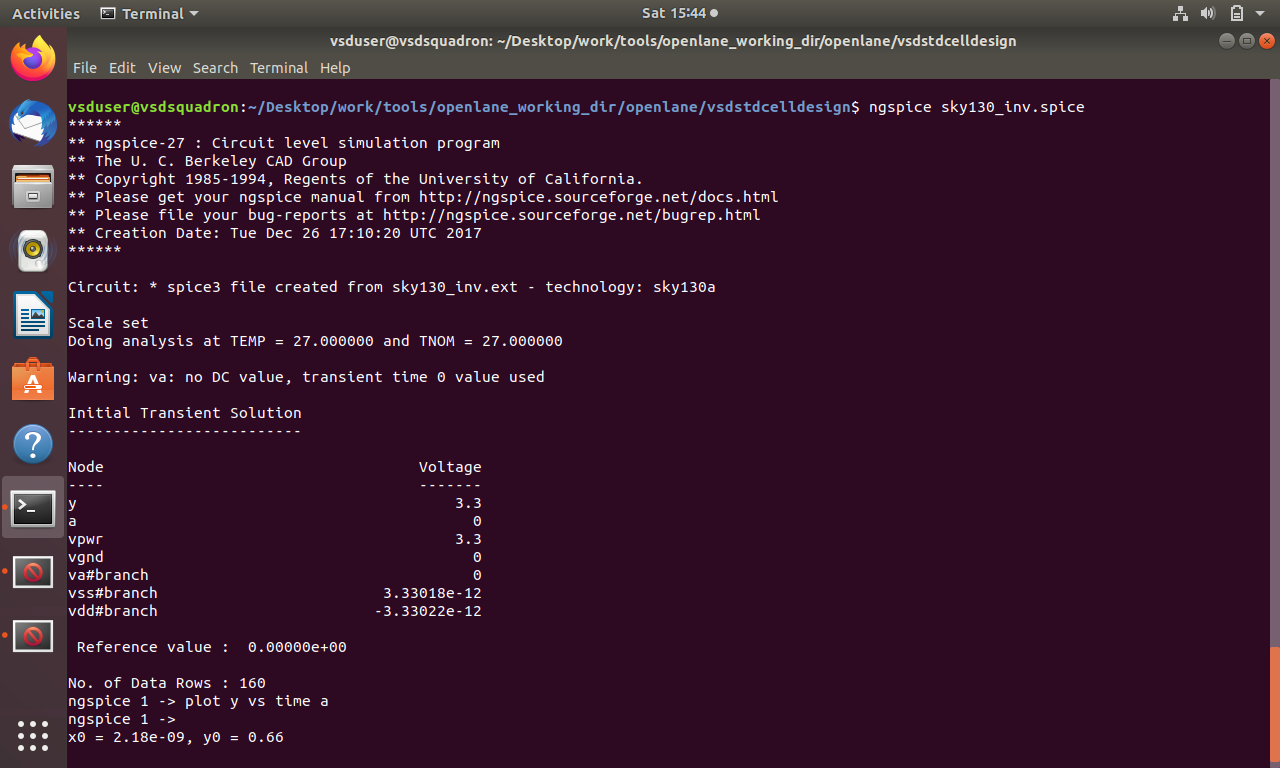 Activities Terminal Sat 15:44
vsduser@vsdsquadron: ~/Desktop/work/tools/openlane_working_dir/openlane/vsdstdcelldesign
File Edit View Search Terminal Help
vsduser@vsdsquadron:~/Desktop/work/tools/openlane_working_dir/openlane/vsdstdcelldesign$ ngspice sky130_inv.spice
******
** ngspice-27 : Circuit level simulation program
** The U. C. Berkeley CAD Group
** Copyright 1985-1994, Regents of the University of California.
** Please get your ngspice manual from http://ngspice.sourceforge.net/docs.html
** Please file your bug-reports at http://ngspice.sourceforge.net/bugrep.html
** Creation Date: Tue Dec 26 17:10:20 UTC 2017
******
Circuit: * spice3 file created from sky130_inv.ext - technology: sky130a
Scale set
Doing analysis at TEMP = 27.000000 and TNOM = 27.000000
Warning: va: no DC value, transient time 0 value used
Initial Transient Solution
--------------------------
Node Voltage
---- -------
y 3.3
a 0
vpwr 3.3
vgnd 0
va#branch 0
vss#branch 3.33018e-12
vdd#branch -3.33022e-12
Reference value : 0.00000e+00
No. of Data Rows : 160
ngspice 1 -> plot y vs time a
ngspice 1 ->
x0 = 2.18e-09, y0 = 0.66